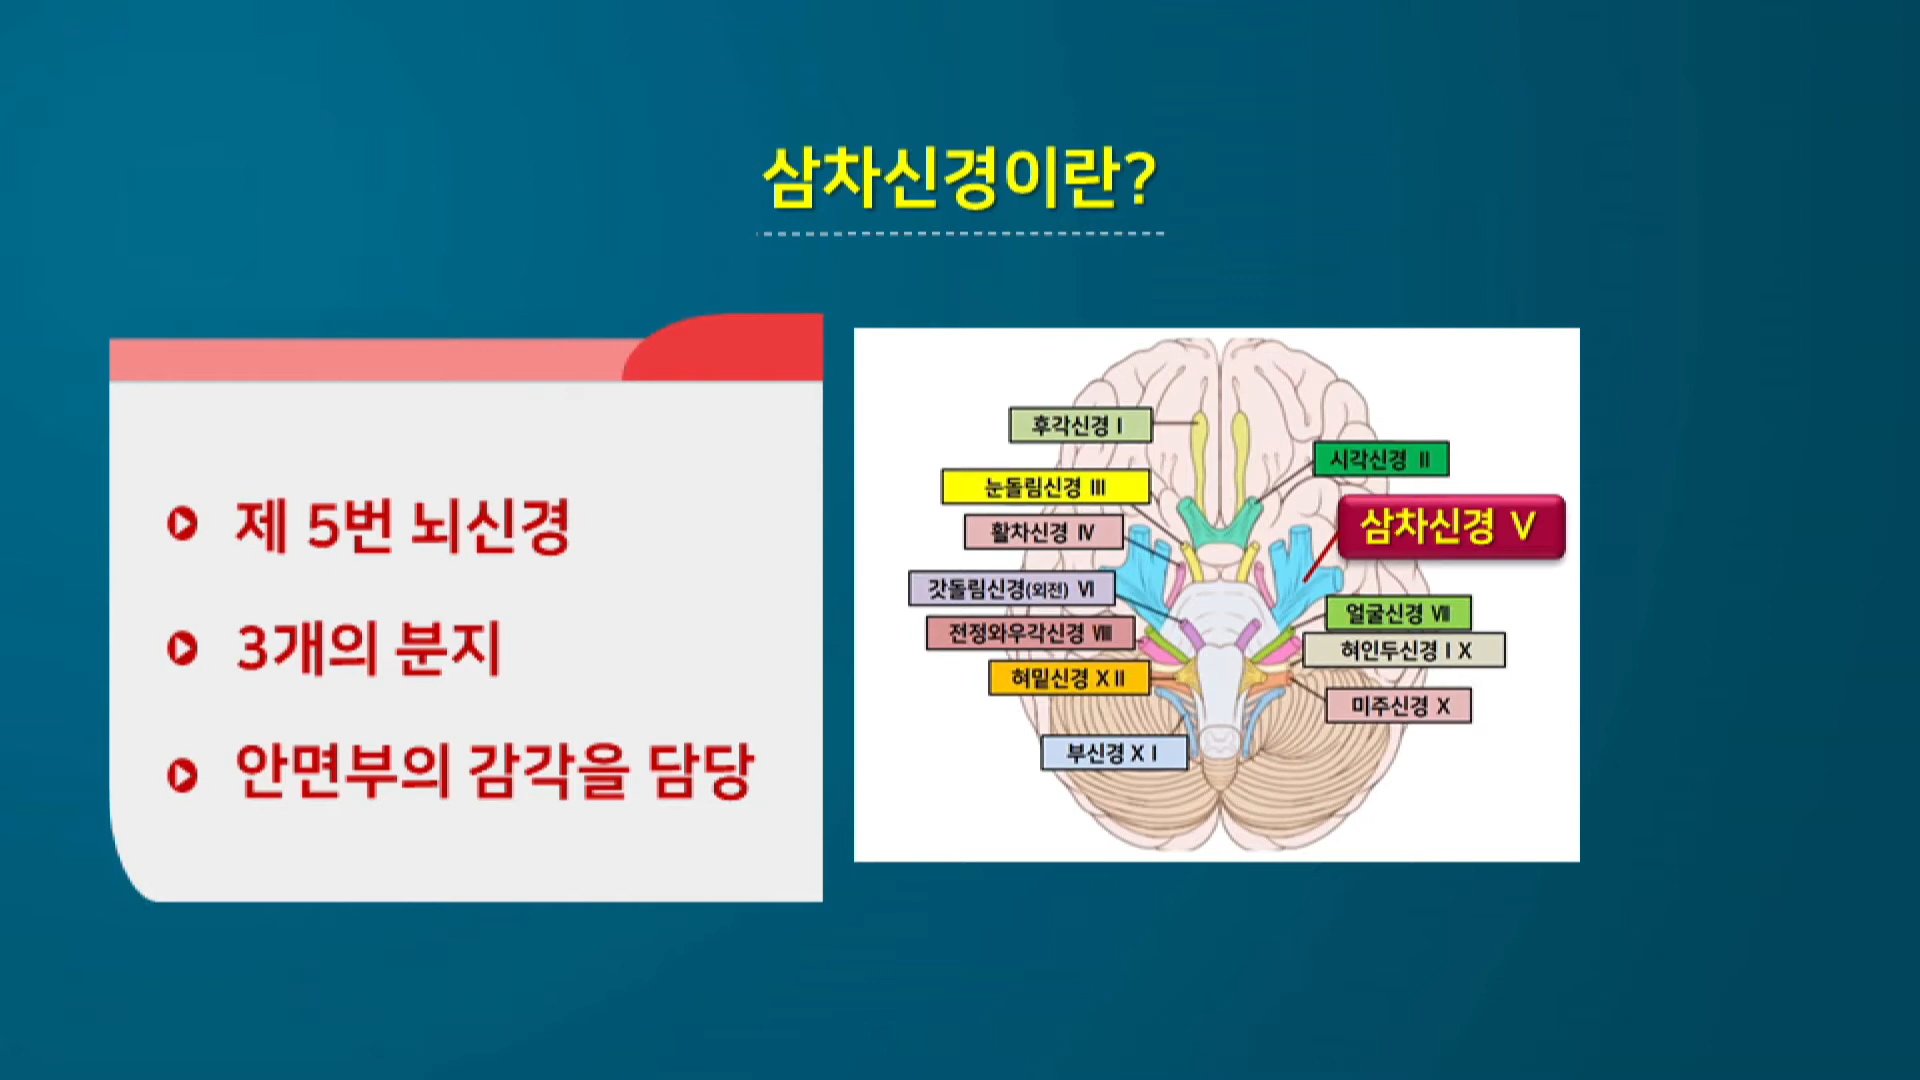 삼차신경이란?
제 5번 뇌신경
3개의 분지
안면부의 감각을 담당
후각신경 I
시각신경 II
눈돌림신경 III
삼차신경 V
활차신경 IV
갓돌림신경(외전) VI
얼굴신경 VII
전정와우각신경 VIII
혀인두신경 I X
혀밑신경 X II
미주신경 X
부신경 X I